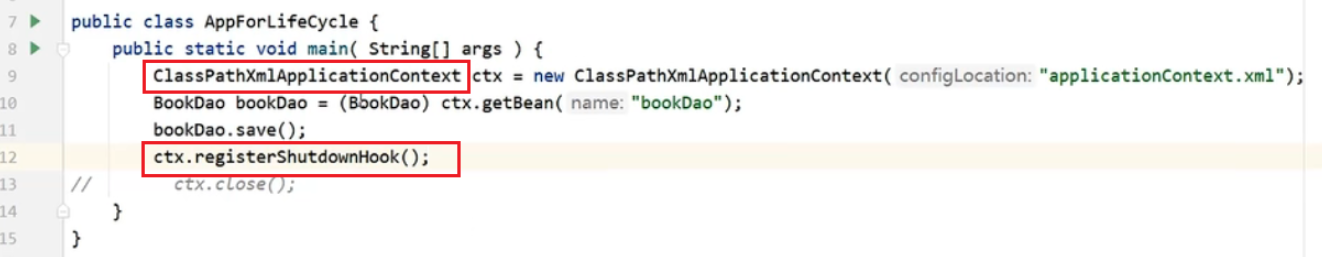 7 public class AppForLifeCycle {
8 public static void main( String[] args ) {
9 ClassPathXmlApplicationContext ctx = new ClassPathXmlApplicationContext( configLocation: "applicationContext.xml");
10 BookDao bookDao = (BookDao) ctx.getBean( name: "bookDao");
11 bookDao.save();
12 ctx.registerShutdownHook();
13 // ctx.close();
14 }
15 }